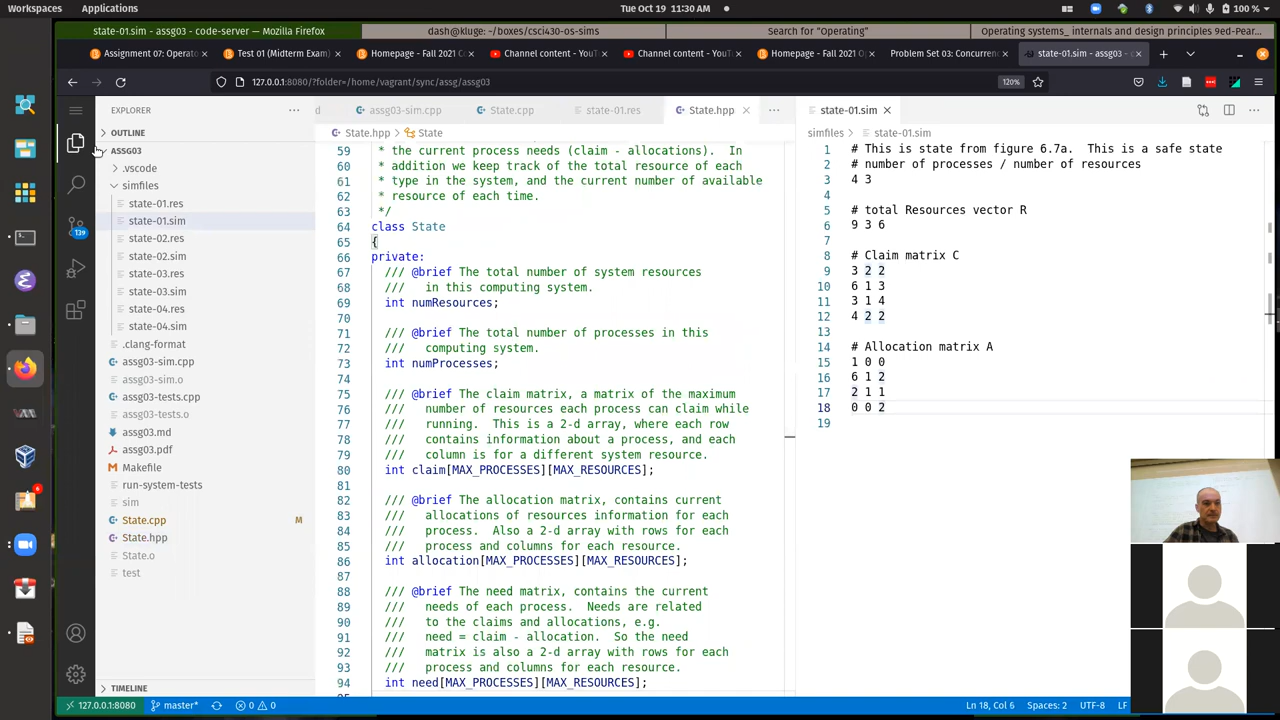 Workspaces Applications Tue Oct 19 11:30 AM 100 %
state-01.sim - assg03 - code-server — Mozilla Firefox dash@kluge: ~/boxes/csci430-os-sims Search for "Operating" Operating systems_ internals and design principles 9ed-Pear...
Assignment 07: Operat Test 01 (Midterm Exam) Homepage - Fall 2021 C Channel content - YouT Channel content - YouT Homepage - Fall 2021 Op Problem Set 03: Concurren state-01.sim - assg03 - c
127.0.0.1:8080/?folder=/home/vagrant/sync/assg/assg03 120%
EXPLORER
OUTLINE
ASSG03
.vscode
simfiles
state-01.res
state-01.sim
state-02.res
state-02.sim
state-03.res
state-03.sim
state-04.res
state-04.sim
.clang-format
assg03-sim.cpp
assg03-sim.o
assg03-tests.cpp
assg03-tests.o
assg03.md
assg03.pdf
Makefile
run-system-tests
sim
State.cpp M
State.hpp
State.o
test
TIMELINE
139
6
d assg03-sim.cpp State.cpp state-01.res State.hpp
State.hpp > State
59 * the current process needs (claim - allocations). In
60 * addition we keep track of the total resource of each
61 * type in the system, and the current number of available
62 * resource of each time.
63 */
64 class State
65 {
66 private:
67 /// @brief The total number of system resources
68 /// in this computing system.
69 int numResources;
70
71 /// @brief The total number of processes in this
72 /// computing system.
73 int numProcesses;
74
75 /// @brief The claim matrix, a matrix of the maximum
76 /// number of resources each process can claim while
77 /// running. This is a 2-d array, where each row
78 /// contains information about a process, and each
79 /// column is for a different system resource.
80 int claim[MAX_PROCESSES][MAX_RESOURCES];
81
82 /// @brief The allocation matrix, contains current
83 /// allocations of resources information for each
84 /// process. Also a 2-d array with rows for each
85 /// process and columns for each resource.
86 int allocation[MAX_PROCESSES][MAX_RESOURCES];
87
88 /// @brief The need matrix, contains the current
89 /// needs of each process. Needs are related
90 /// to the claims and allocations, e.g.
91 /// need = claim - allocation. So the need
92 /// matrix is also a 2-d array with rows for each
93 /// process and columns for each resource.
94 int need[MAX_PROCESSES][MAX_RESOURCES];
state-01.sim
simfiles > state-01.sim
1 # This is state from figure 6.7a. This is a safe state
2 # number of processes / number of resources
3 4 3
4
5 # total Resources vector R
6 9 3 6
7
8 # Claim matrix C
9 3 2 2
10 6 1 3
11 3 1 4
12 4 2 2
13
14 # Allocation matrix A
15 1 0 0
16 6 1 2
17 2 1 1
18 0 0 2
19
127.0.0.1:8080 master* 0 0 Ln 18, Col 6 Spaces: 2 UTF-8 LF